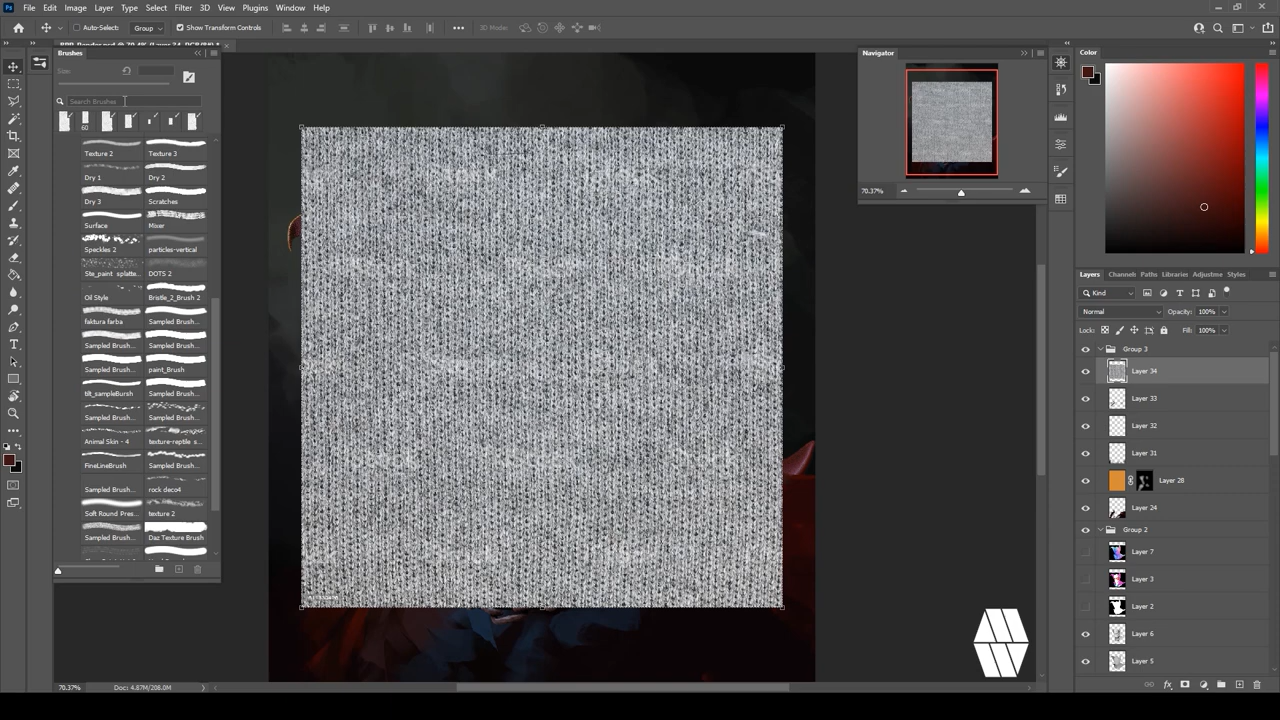 Ps File Edit Image Layer Type Select Filter 3D View Plugins Window Help
Auto-Select: Group Show Transform Controls 3D Mode:
Brushes
Size:
Search Brushes
60
Texture 2 Texture 3
Dry 1 Dry 2
Dry 3 Scratches
Surface Mixer
Speckles 2 particles-vertical
Ste_paint splatte... DOTS 2
Oil Style Bristle_2_Brush 2
faktura farba Sampled Brush...
Sampled Brush... Sampled Brush...
Sampled Brush... paint_Brush
tilt_sampleBursh Sampled Brush...
Sampled Brush... Sampled Brush...
Animal Skin - 4 texture-reptile s...
FineLineBrush Sampled Brush...
Sampled Brush... rock deco4
Soft Round Pres... texture 2
Sampled Brush... Daz Texture Brush
70.37% Doc: 4.87M/208.0M
Navigator
70.37%
Color
Layers Channels Paths Libraries Adjustme Styles
Kind
Normal Opacity: 100%
Lock: Fill: 100%
Group 3
Layer 34
Layer 33
Layer 32
Layer 31
Layer 28
Layer 24
Group 2
Layer 7
Layer 3
Layer 2
Layer 6
Layer 5